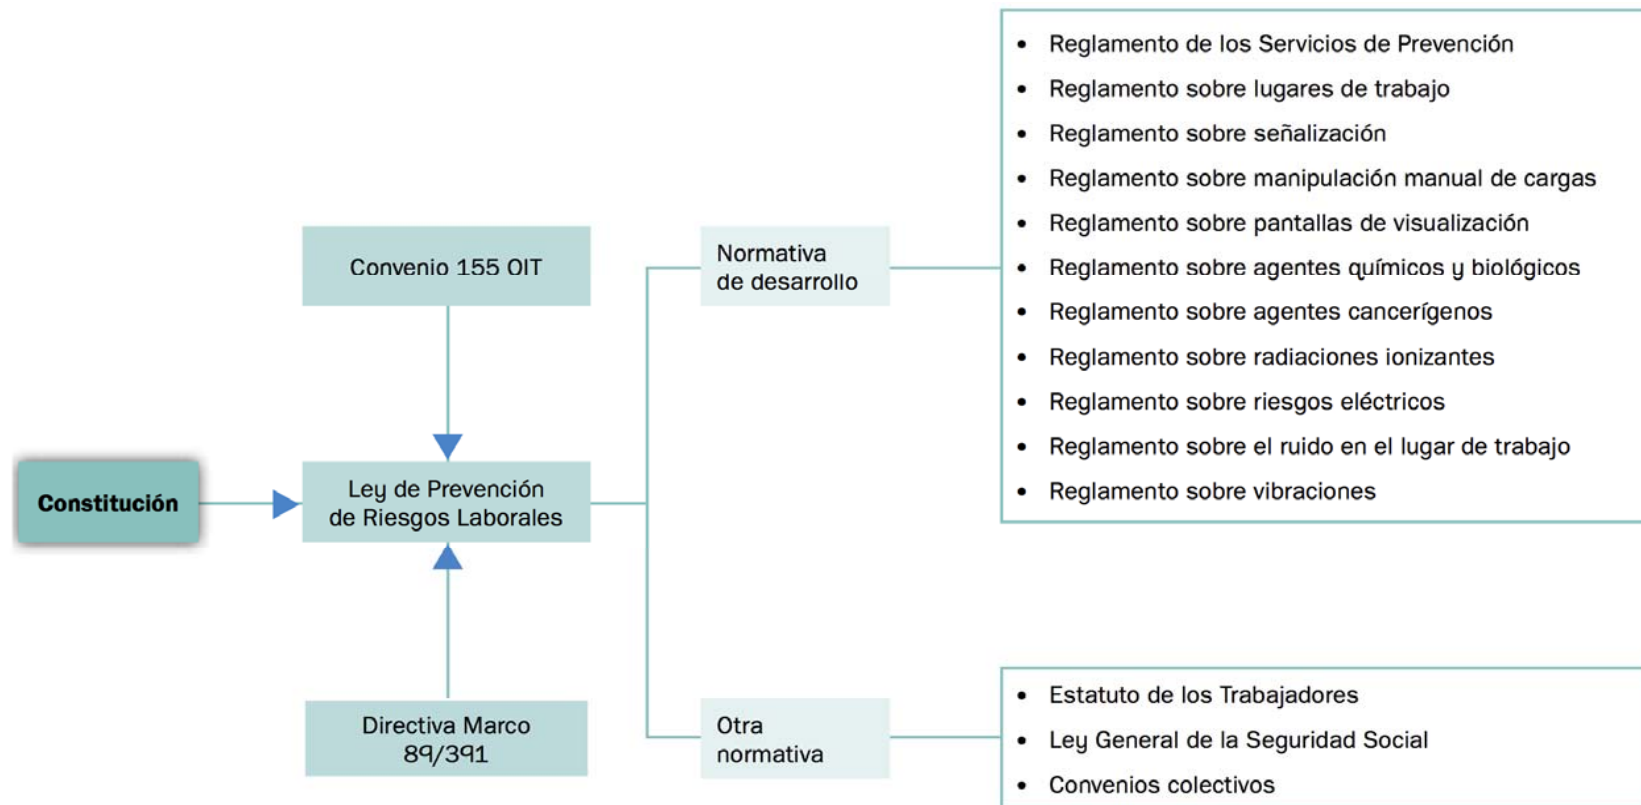 Constitución
Convenio 155 OIT
Ley de Prevención
de Riesgos Laborales
Directiva Marco
89/391
Normativa
de desarrollo
• Reglamento de los Servicios de Prevención
• Reglamento sobre lugares de trabajo
• Reglamento sobre señalización
• Reglamento sobre manipulación manual de cargas
• Reglamento sobre pantallas de visualización
• Reglamento sobre agentes químicos y biológicos
• Reglamento sobre agentes cancerígenos
• Reglamento sobre radiaciones ionizantes
• Reglamento sobre riesgos eléctricos
• Reglamento sobre el ruido en el lugar de trabajo
• Reglamento sobre vibraciones
Otra
normativa
• Estatuto de los Trabajadores
• Ley General de la Seguridad Social
• Convenios colectivos